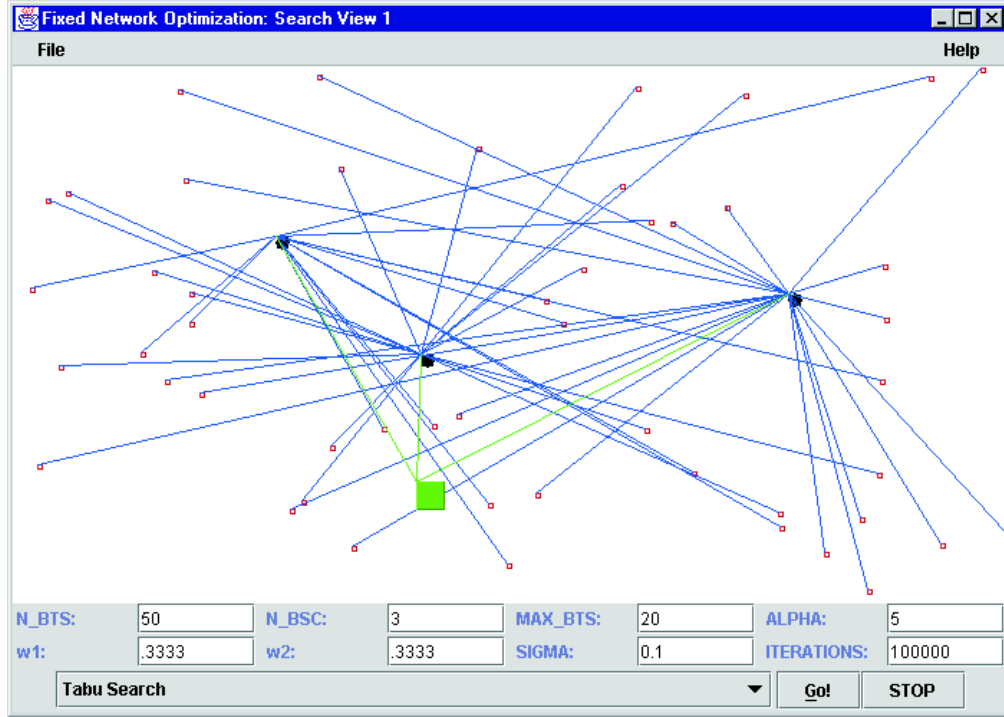 Fixed Network Optimization: Search View 1
File Help
N_BTS: 50 N_BSC: 3 MAX_BTS: 20 ALPHA: 5
w1: .3333 w2: .3333 SIGMA: 0.1 ITERATIONS: 100000
Tabu Search Go! STOP